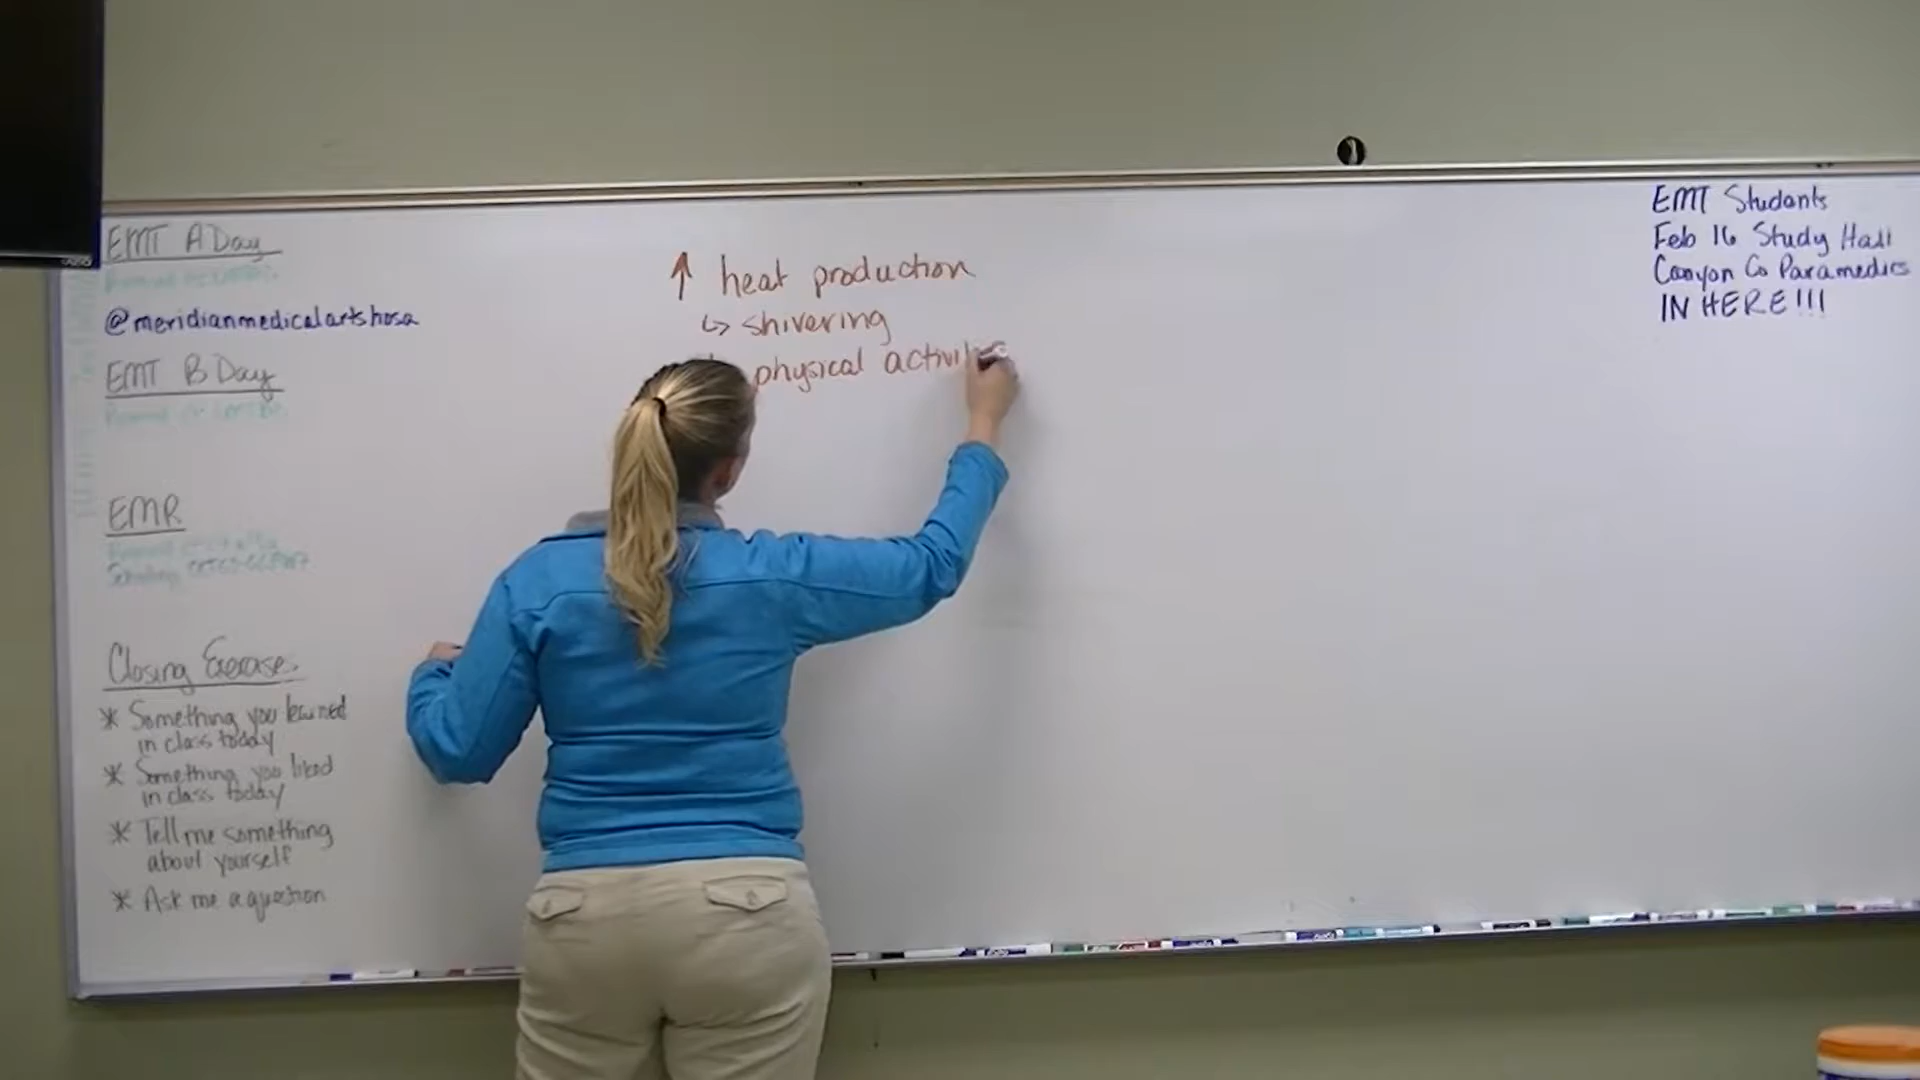 EMT A Day
@meridianmedicalartshosa
EMT B Day
EMR
Closing Exercise
* Something you learned
in class today
* Something you liked
in class today
* Tell me something
about yourself
* Ask me a question
↑ heat production
↳ shivering
physical activi
EMT Students
Feb 16 Study Hall
Canyon Co Paramedics
IN HERE!!!